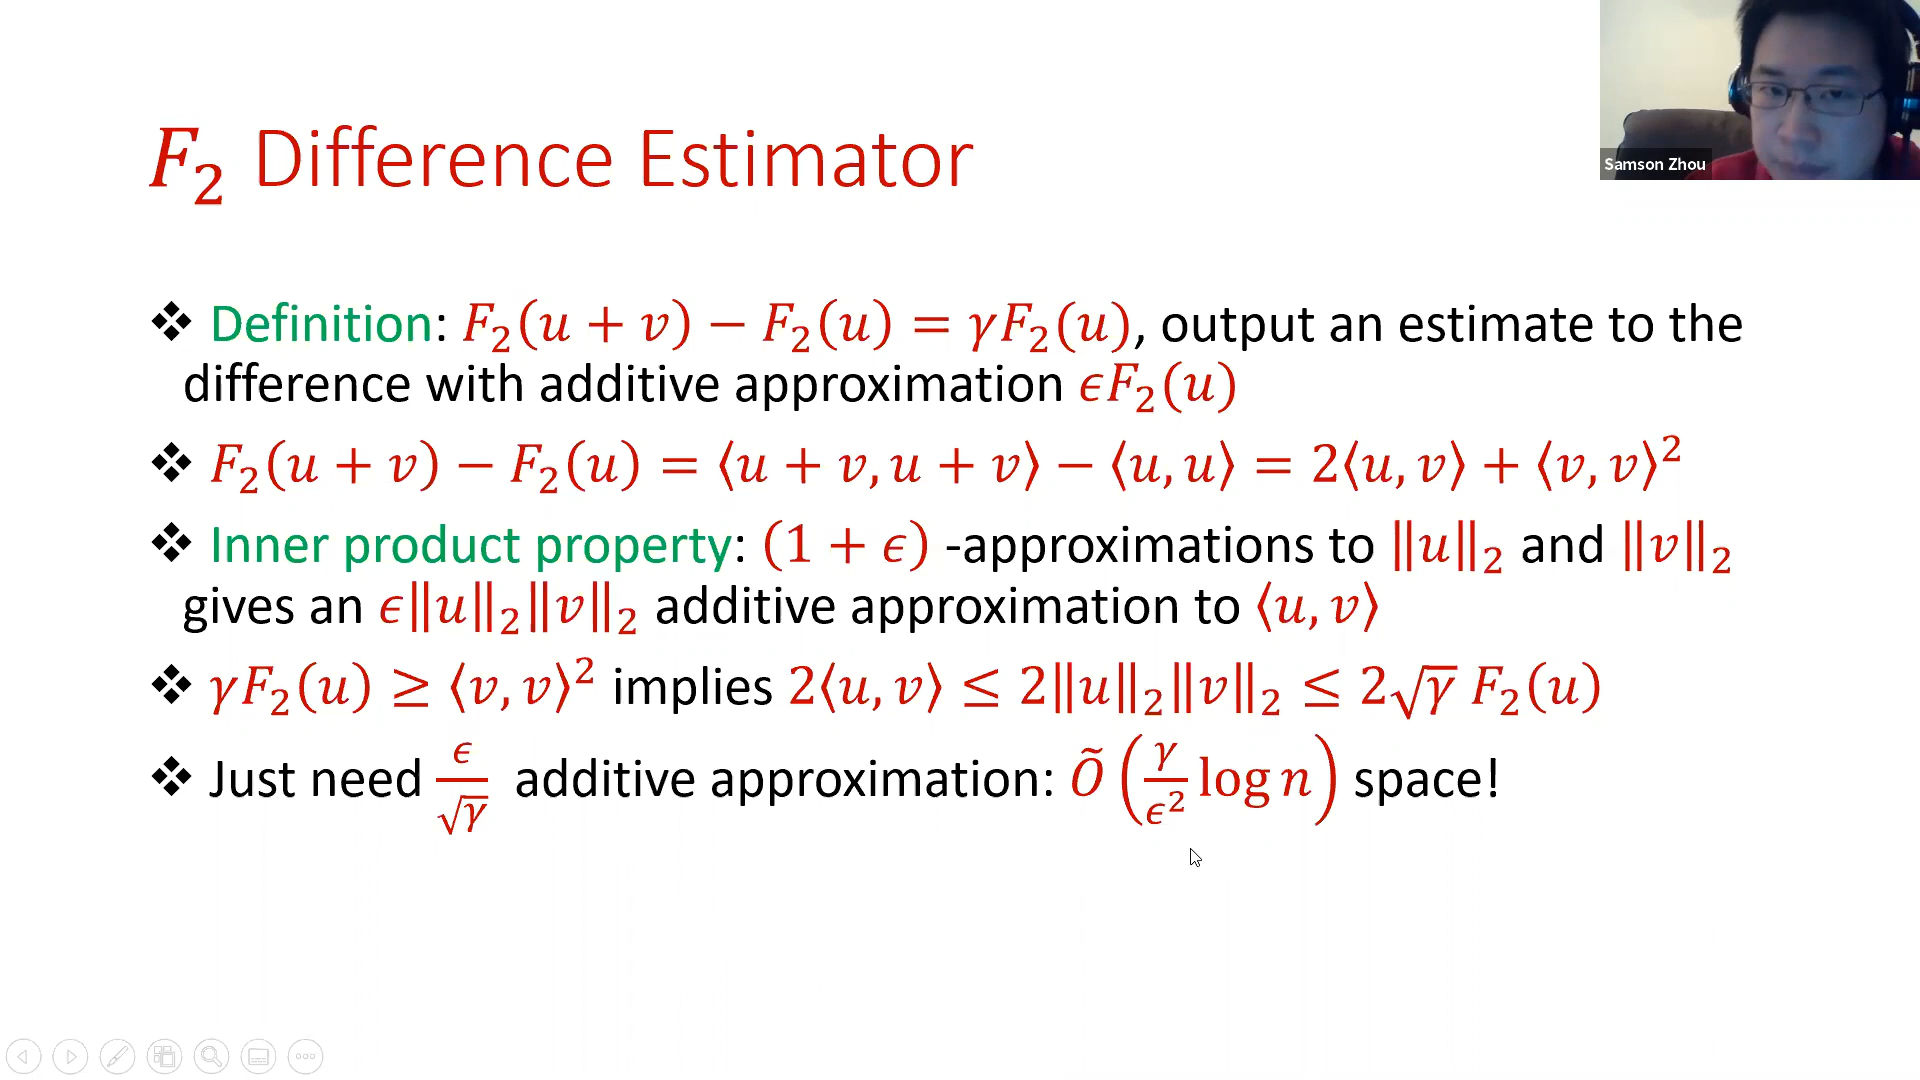 F₂ Difference Estimator
Samson Zhou
❖ Definition: F₂(u + v) − F₂(u) = γF₂(u), output an estimate to the
difference with additive approximation ϵF₂(u)
❖ F₂(u + v) − F₂(u) = ⟨u + v, u + v⟩ − ⟨u, u⟩ = 2⟨u, v⟩ + ⟨v, v⟩²
❖ Inner product property: (1 + ϵ) -approximations to ‖u‖₂ and ‖v‖₂
gives an ϵ‖u‖₂‖v‖₂ additive approximation to ⟨u, v⟩
❖ γF₂(u) ≥ ⟨v, v⟩² implies 2⟨u, v⟩ ≤ 2‖u‖₂‖v‖₂ ≤ 2√γ F₂(u)
❖ Just need ϵ/√γ additive approximation: Õ(γ/ϵ² log n) space!